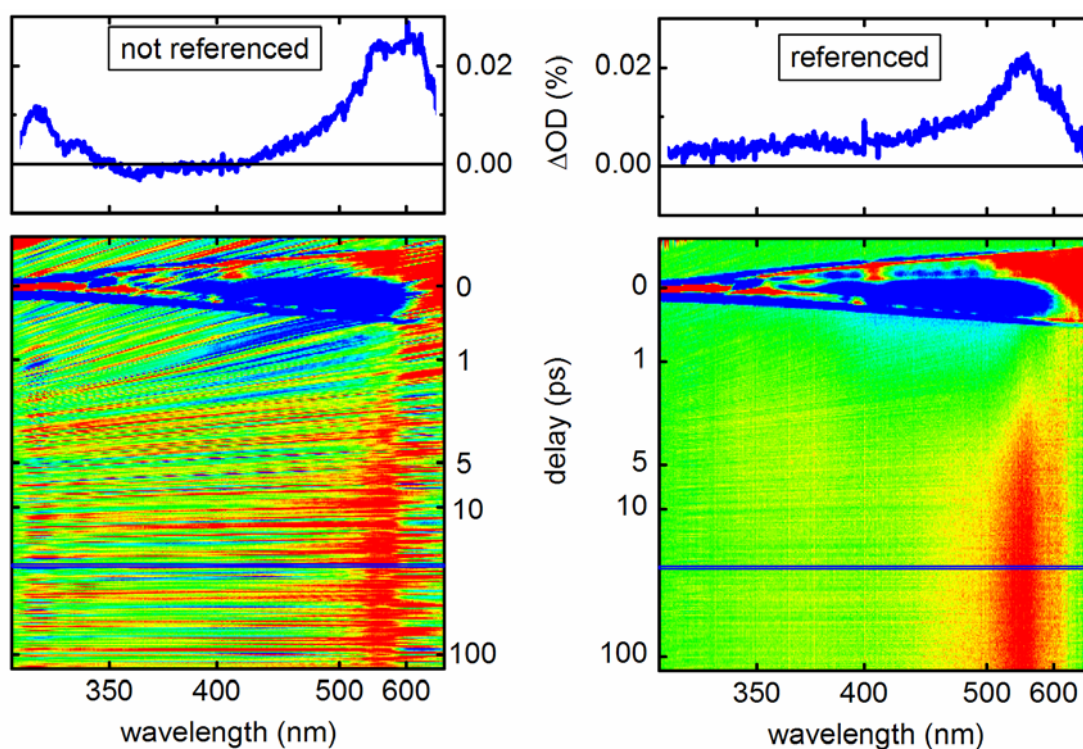 not referenced
0.02
0.00
ΔOD (%)
0.02
0.00
referenced
0
1
5
10
100
delay (ps)
0
1
5
10
100
350 400 500 600
wavelength (nm)
350 400 500 600
wavelength (nm)